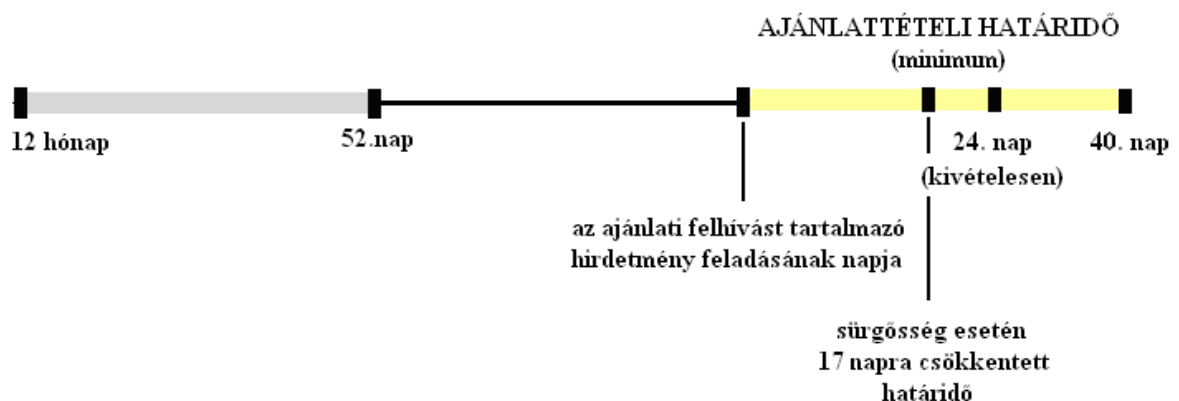 AJÁNLATTÉTELI HATÁRIDŐ
(minimum)
12 hónap
52.nap
24. nap
40. nap
(kivételesen)
az ajánlati felhívást tartalmazó
hirdetmény feladásának napja
sürgősség esetén
17 napra csökkentett
határidő